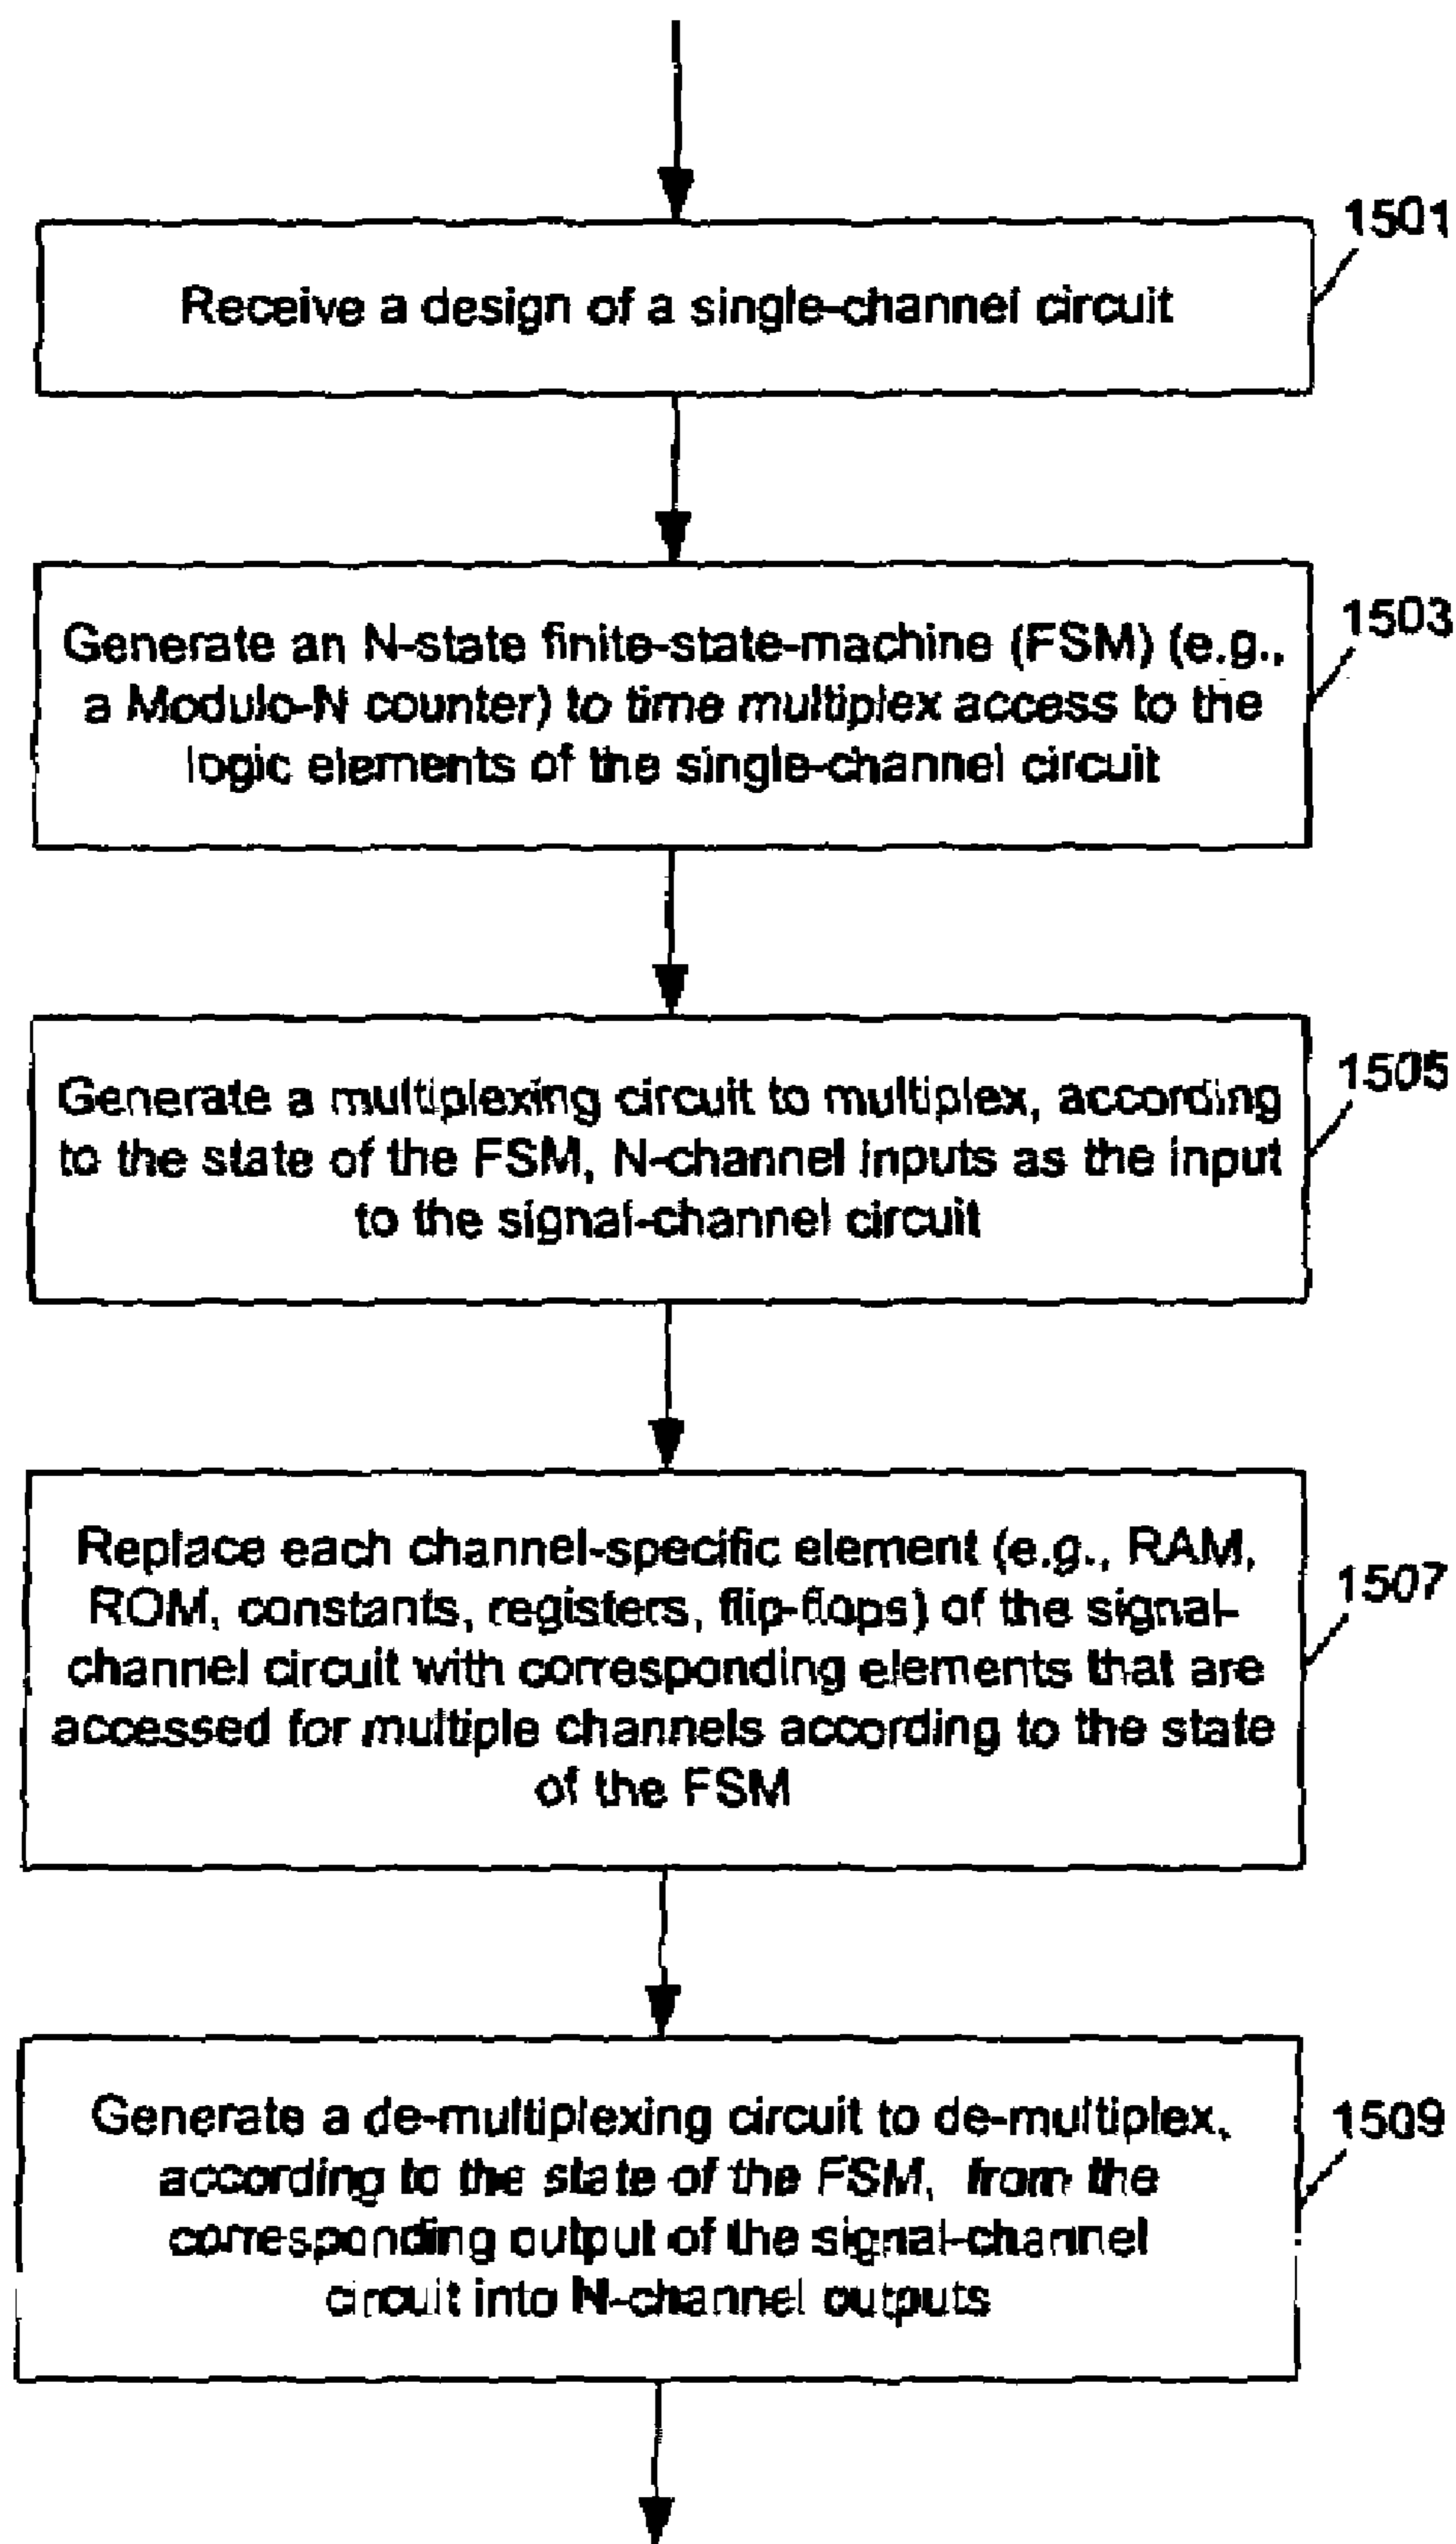 1501
Receive a design of a single-channel circuit
1503
Generate an N-state finite-state-machine (FSM) (e.g.,
a Modulo-N counter) to time multiplex access to the
logic elements of the single-channel circuit
1505
Generate a multiplexing circuit to multiplex, according
to the state of the FSM, N-channel inputs as the input
to the signal-channel circuit
1507
Replace each channel-specific element (e.g., RAM,
ROM, constants, registers, flip-flops) of the signal-
channel circuit with corresponding elements that are
accessed for multiple channels according to the state
of the FSM
1509
Generate a de-multiplexing circuit to de-multiplex,
according to the state of the FSM, from the
corresponding output of the signal-channel
circuit into N-channel outputs